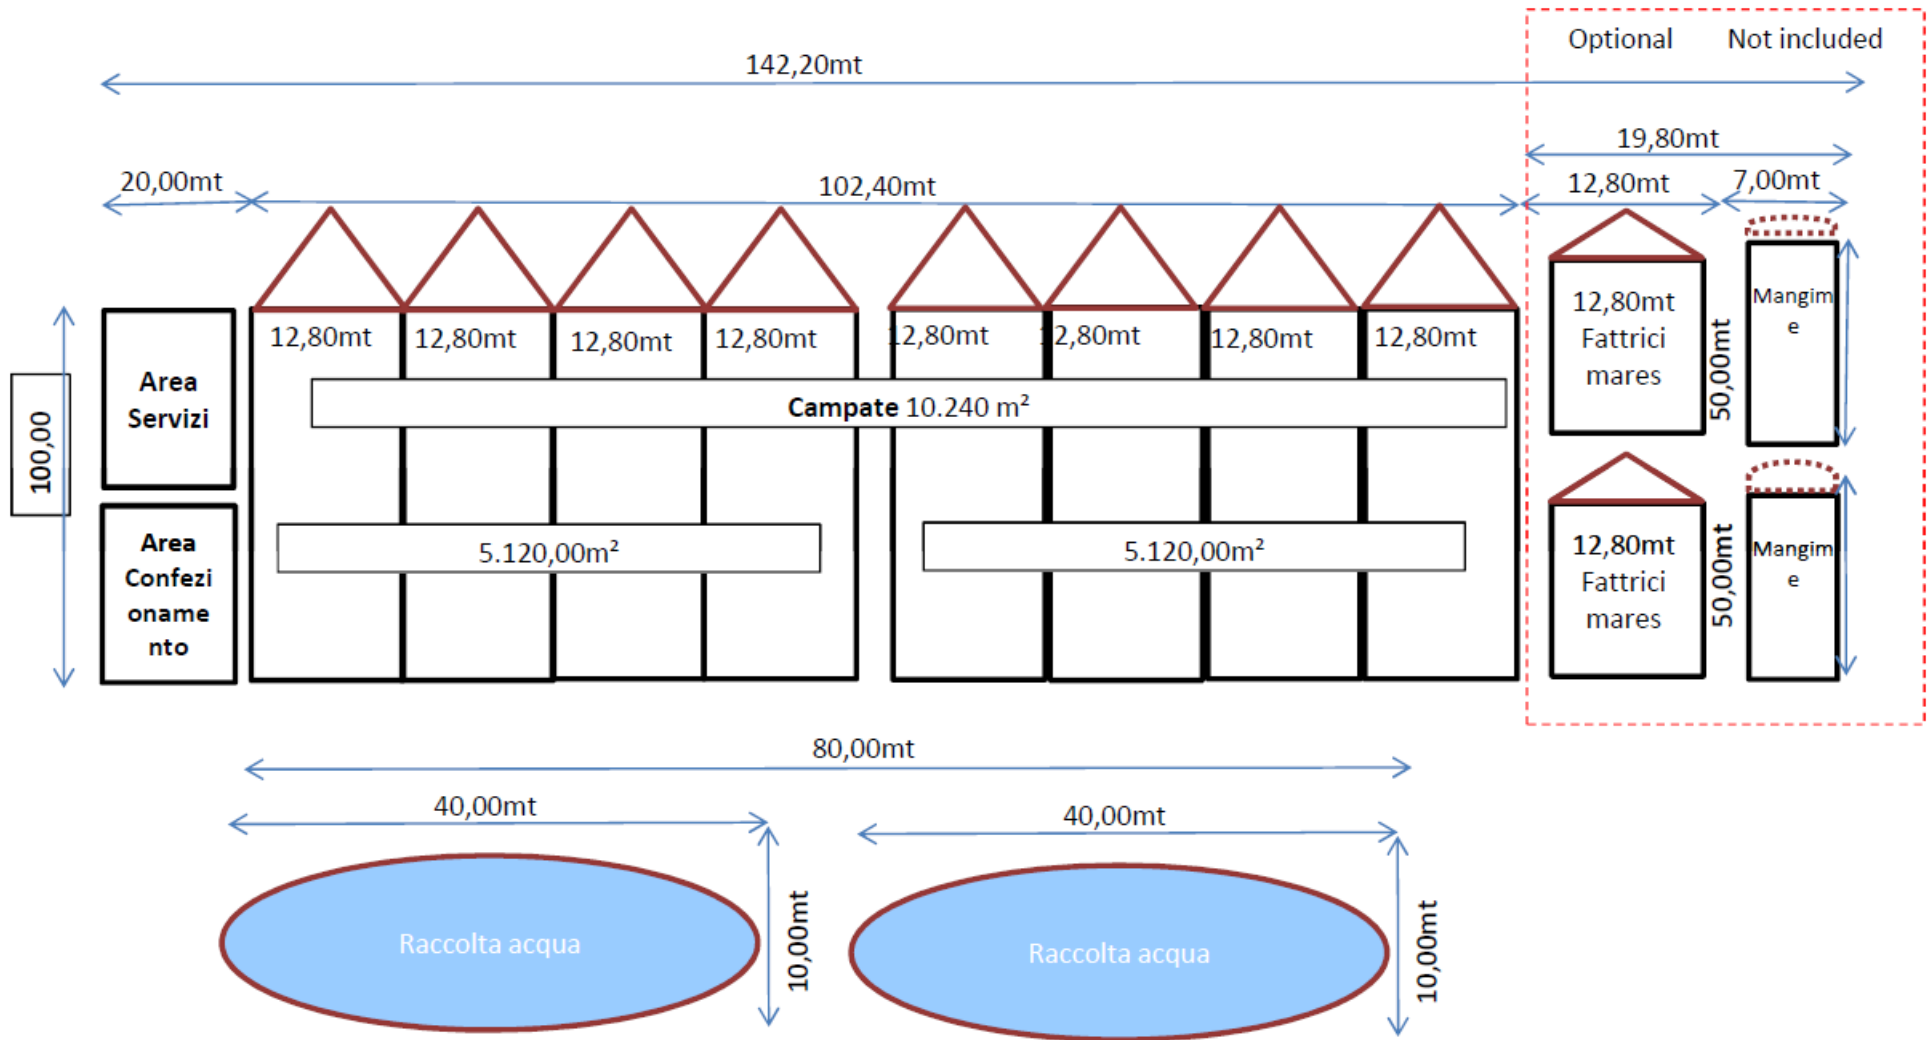 Optional Not included
142,20mt
19,80mt
20,00mt 102,40mt 12,80mt 7,00mt
12,80mt 12,80mt 12,80mt 12,80mt 12,80mt 12,80mt 12,80mt 12,80mt
100,00
Area
Servizi
Campate 10.240 m²
12,80mt
Fattrici
mares
50,00mt
Mangim
e
Area
Confezi
oname
nto
5.120,00m²
5.120,00m²
12,80mt
Fattrici
mares
50,00mt
Mangim
e
80,00mt
40,00mt
40,00mt
Raccolta acqua
10,00mt
Raccolta acqua
10,00mt